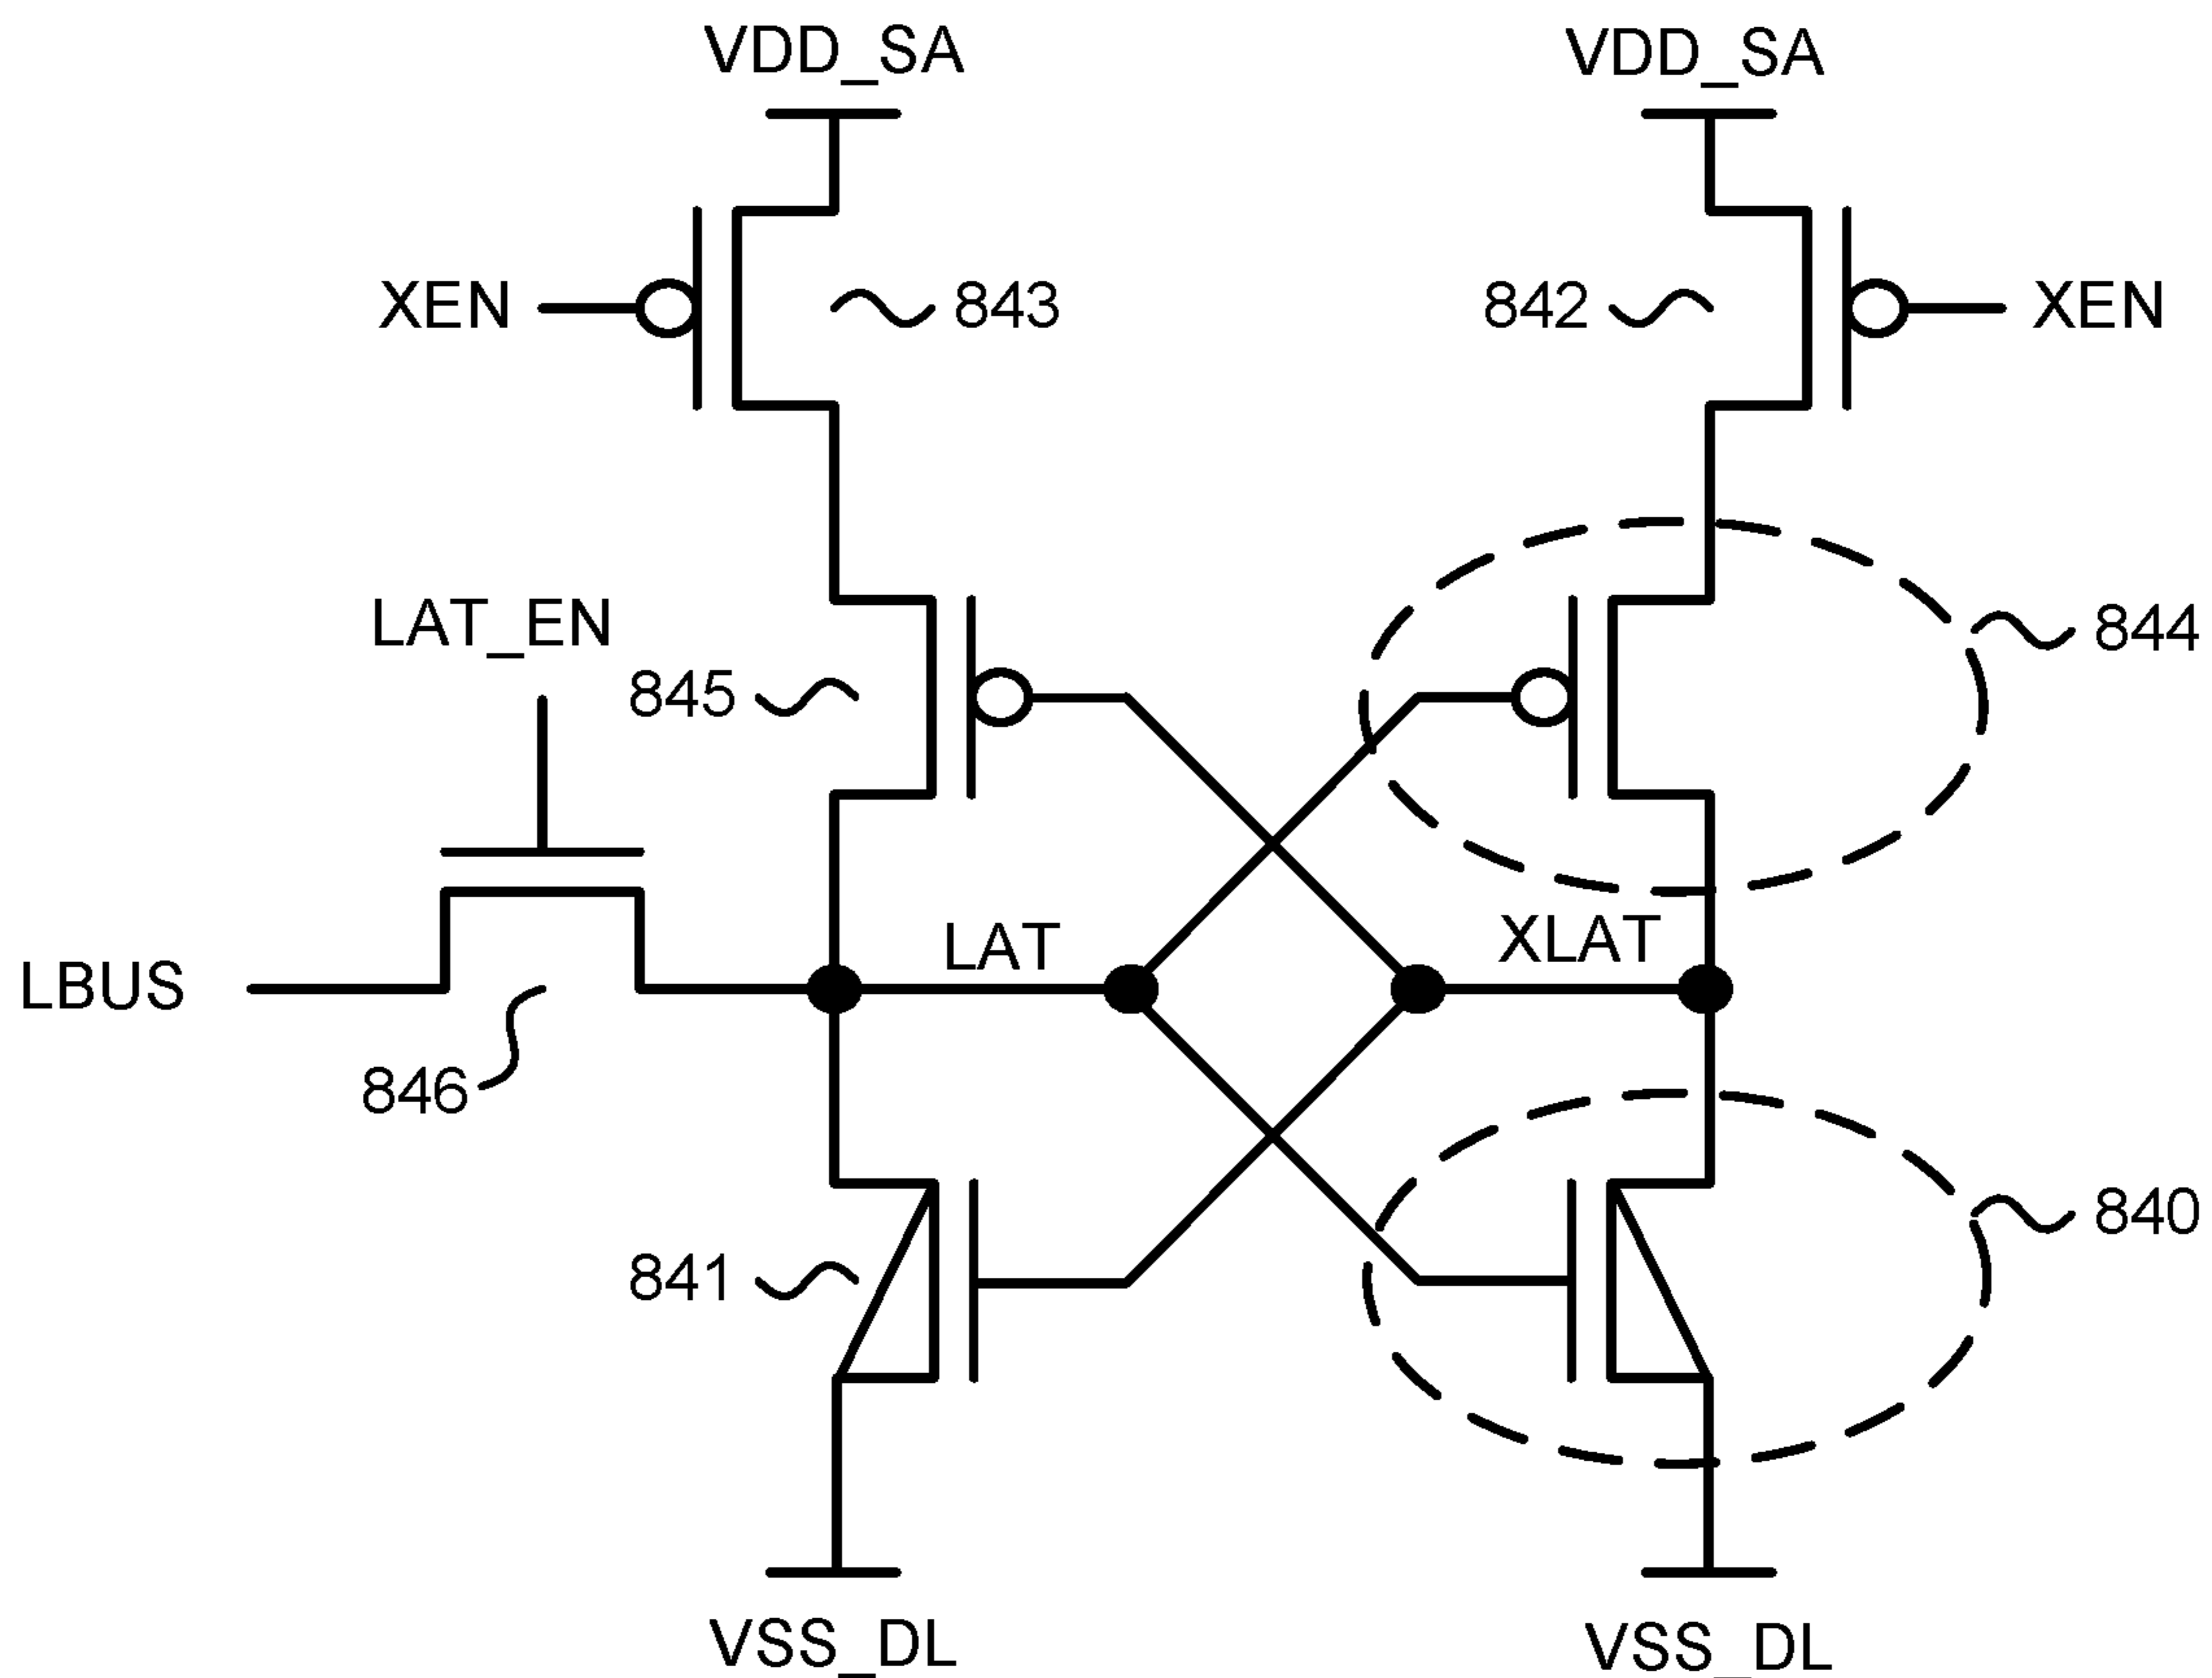 VDD_SA
VDD_SA
XEN
843
842
XEN
LAT_EN
844
845
LAT
XLAT
LBUS
846
840
841
VSS_DL
VSS_DL